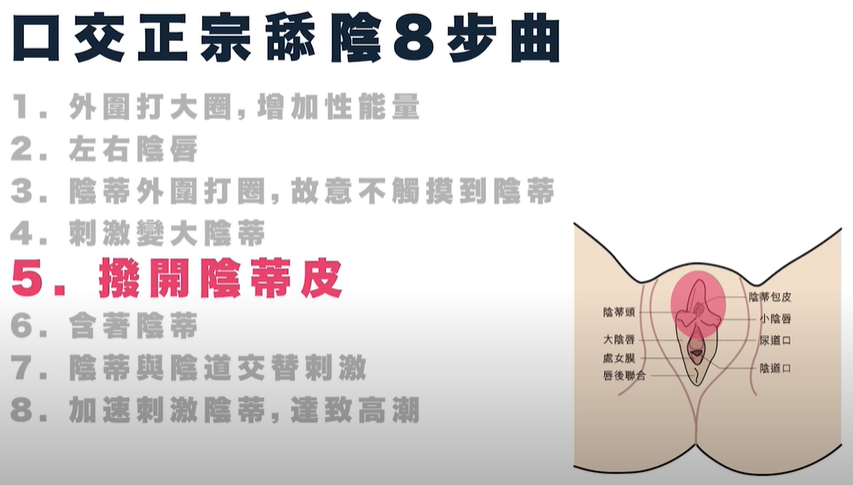 口交正宗舔陰8步曲
1. 外圍打大圈,增加性能量
2. 左右陰唇
3. 陰蒂外圍打圈,故意不觸摸到陰蒂
4. 刺激變大陰蒂
5. 撥開陰蒂皮
6. 含著陰蒂
7. 陰蒂與陰道交替刺激
8. 加速刺激陰蒂,達致高潮
陰蒂頭
大陰唇
處女膜
唇後聯合
陰蒂包皮
小陰唇
尿道口
陰道口